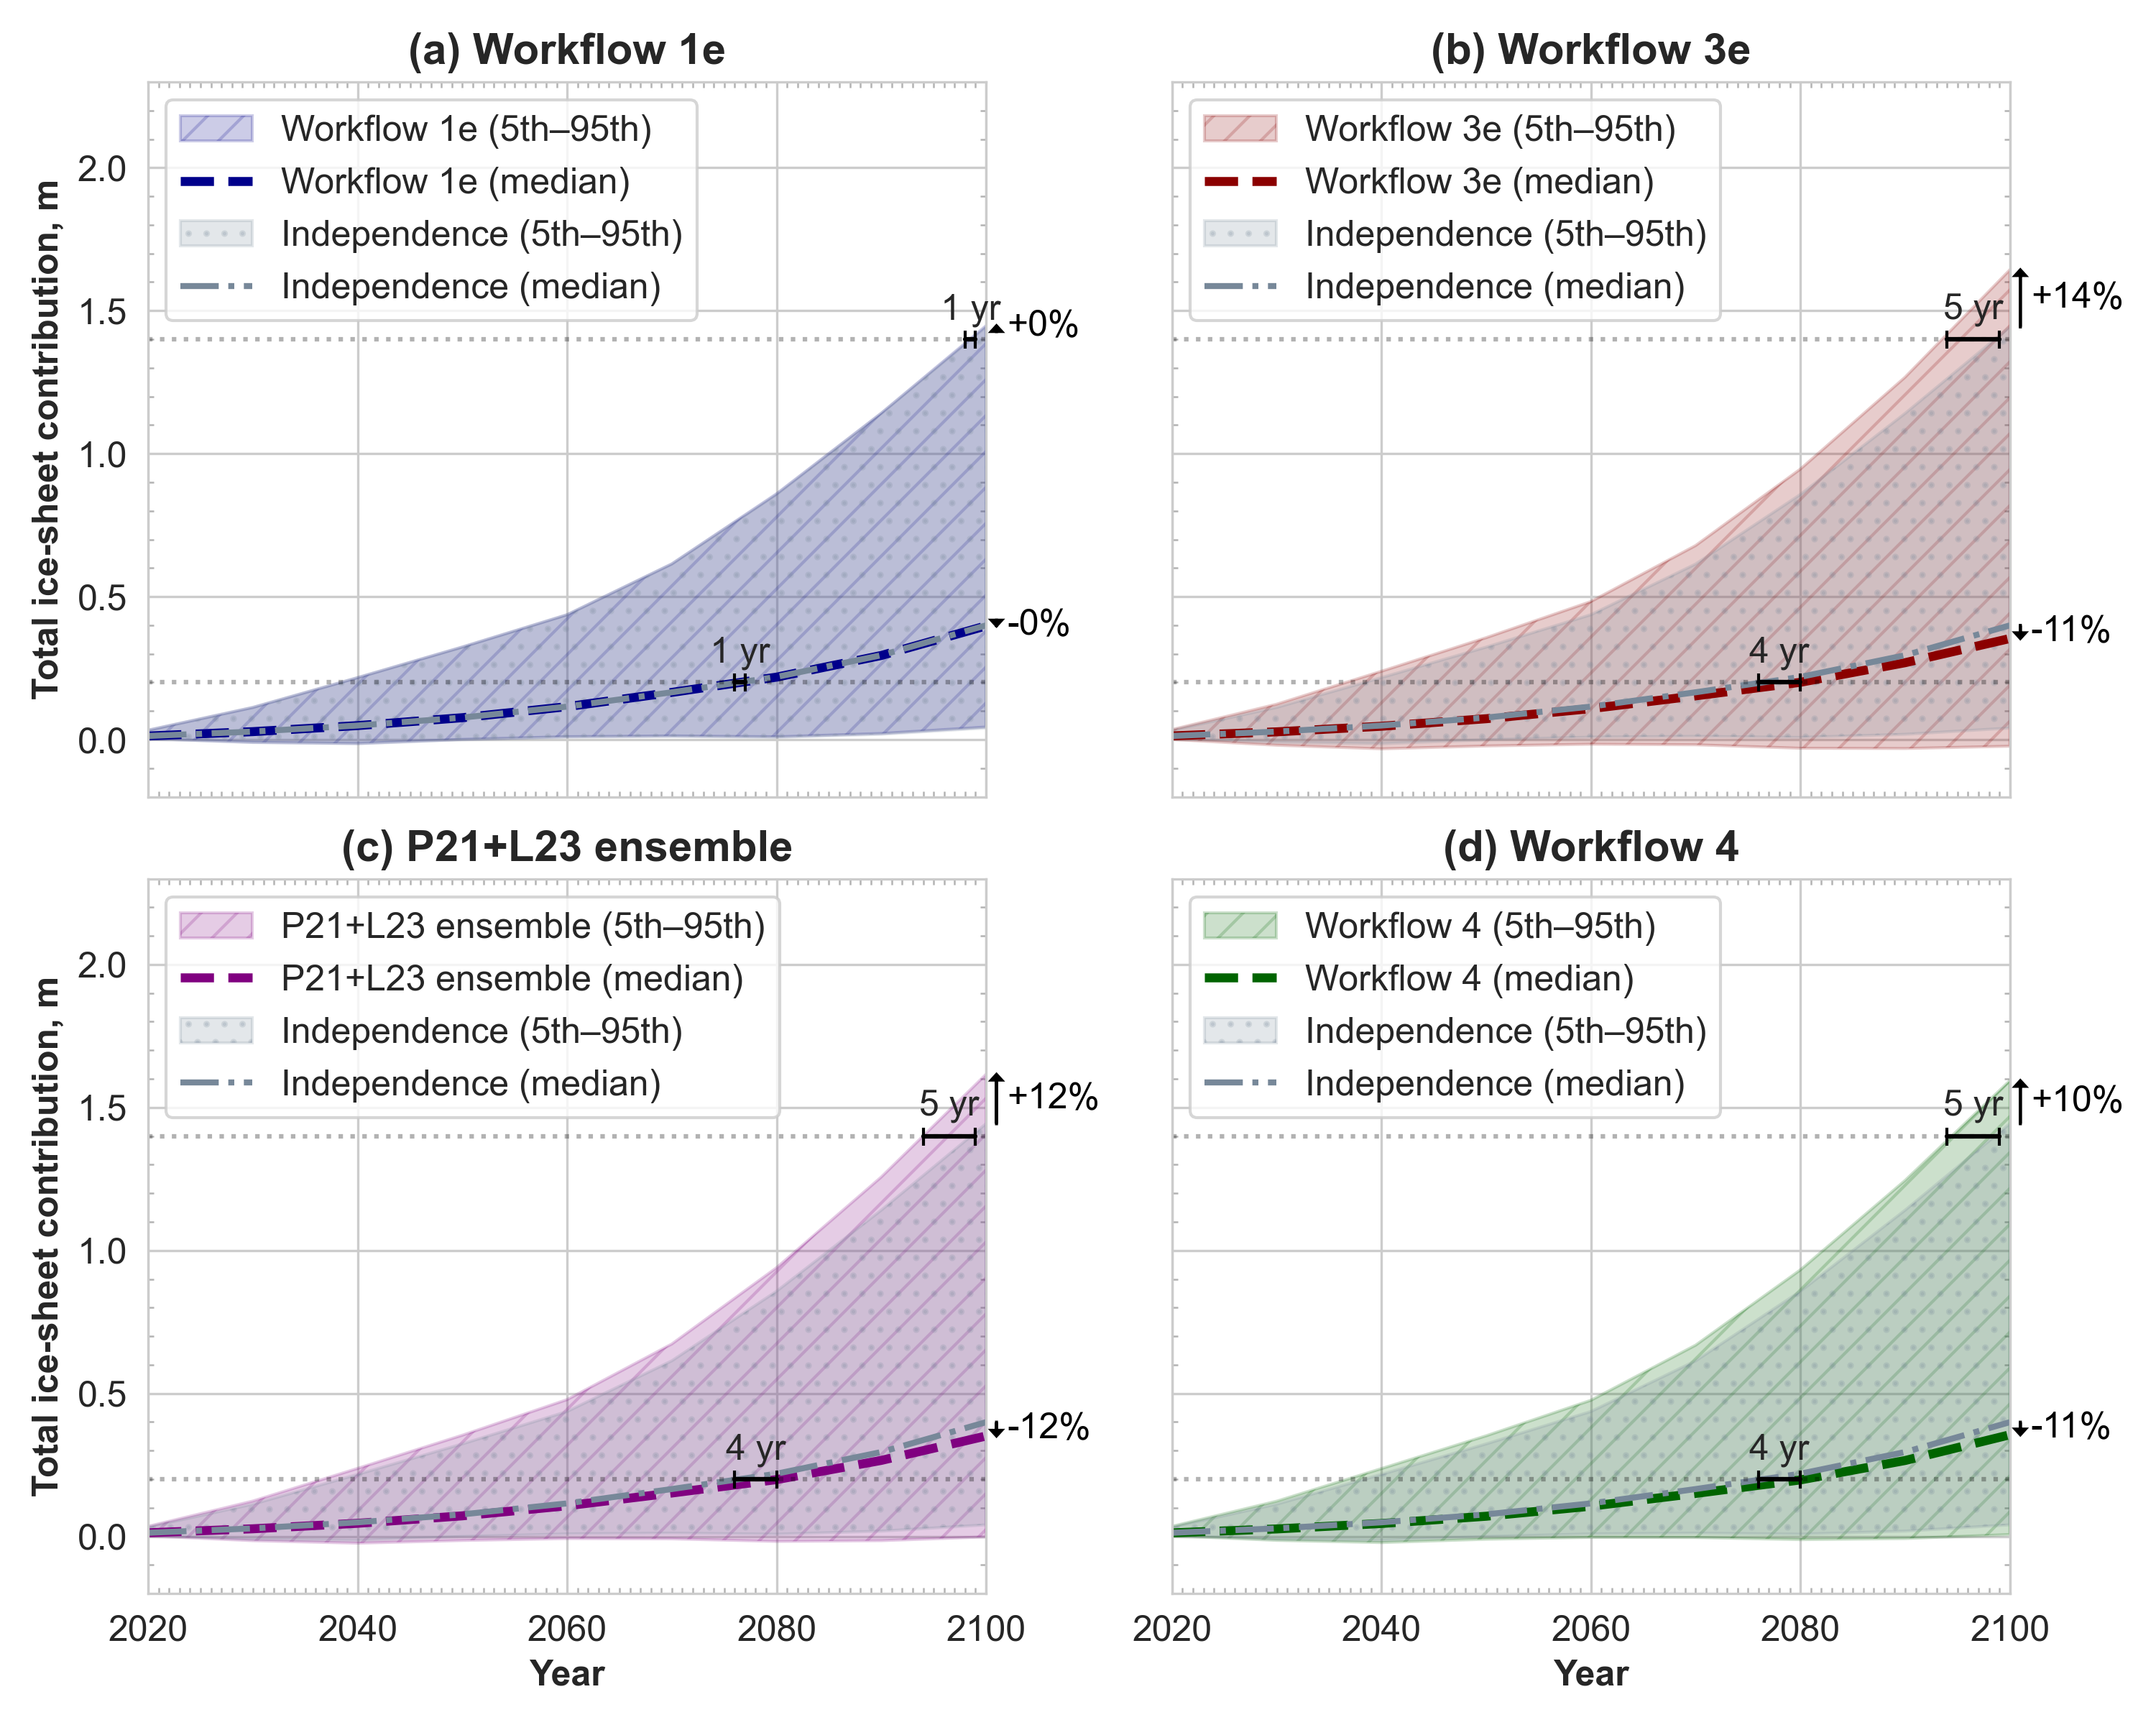 (a) Workflow 1e
Total ice-sheet contribution, m
2.0
1.5
1.0
0.5
0.0
Workflow 1e (5th–95th)
Workflow 1e (median)
Independence (5th–95th)
Independence (median)
1 yr
+0%
1 yr
-0%
(b) Workflow 3e
Workflow 3e (5th–95th)
Workflow 3e (median)
Independence (5th–95th)
Independence (median)
5 yr
+14%
4 yr
-11%
(c) P21+L23 ensemble
Total ice-sheet contribution, m
2.0
1.5
1.0
0.5
0.0
P21+L23 ensemble (5th–95th)
P21+L23 ensemble (median)
Independence (5th–95th)
Independence (median)
5 yr
+12%
4 yr
-12%
2020 2040 2060 2080 2100
Year
(d) Workflow 4
Workflow 4 (5th–95th)
Workflow 4 (median)
Independence (5th–95th)
Independence (median)
5 yr
+10%
4 yr
-11%
2020 2040 2060 2080 2100
Year